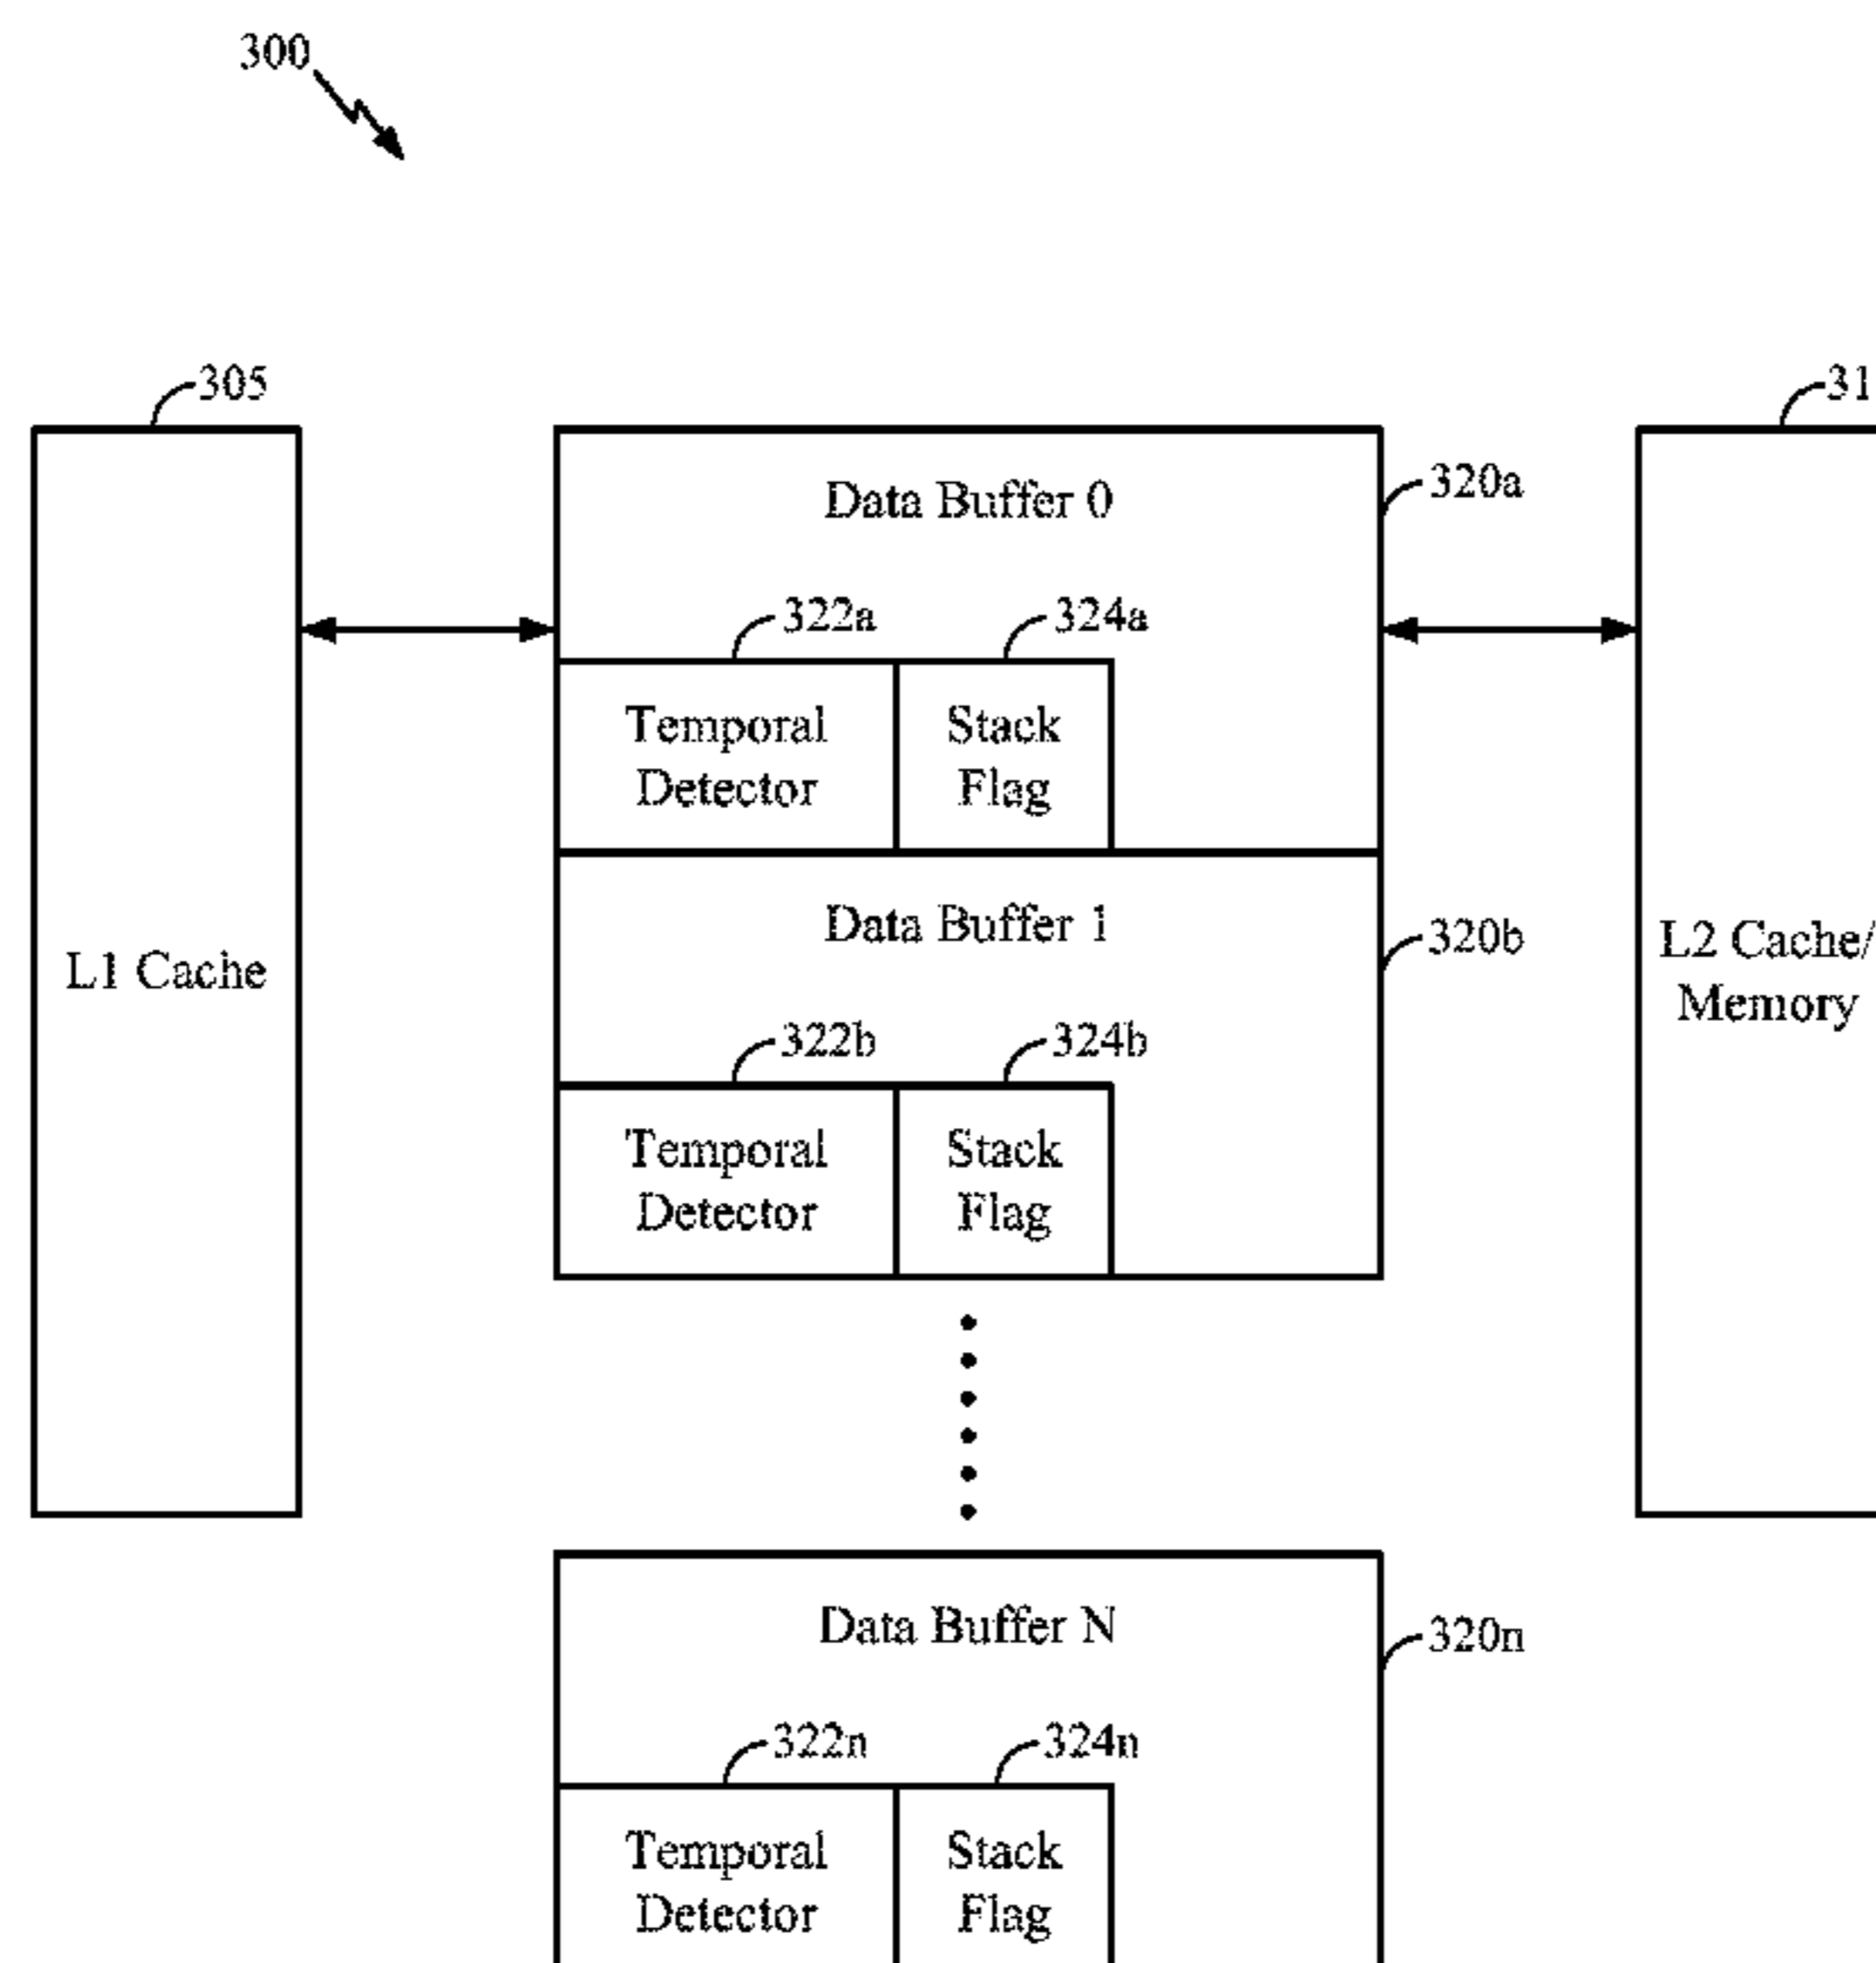 300
305
31
Data Buffer 0
320a
322a
324a
Temporal
Detector
Stack
Flag
Data Buffer 1
320b
L1 Cache
L2 Cache/
Memory
322b
324b
Temporal
Detector
Stack
Flag
Data Buffer N
320n
322n
324n
Temporal
Detector
Stack
Flag